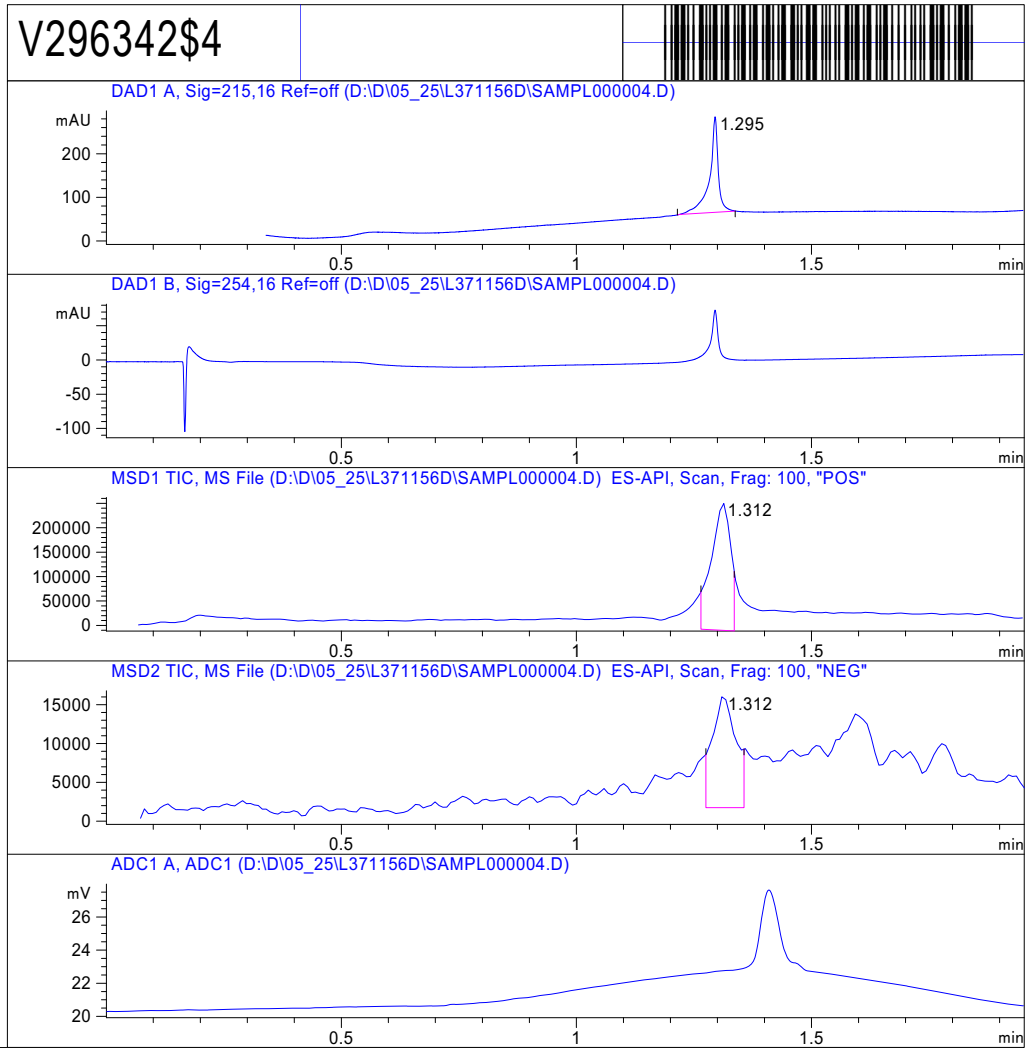 V296342$4
DAD1 A, Sig=215,16 Ref=off (D:\D\05_25\L371156D\SAMPL000004.D)
mAU
200
100
0
1.295
0.5 1 1.5 min
DAD1 B, Sig=254,16 Ref=off (D:\D\05_25\L371156D\SAMPL000004.D)
mAU
0
-50
-100
0.5 1 1.5 min
MSD1 TIC, MS File (D:\D\05_25\L371156D\SAMPL000004.D) ES-API, Scan, Frag: 100, "POS"
200000
150000
100000
50000
0
1.312
0.5 1 1.5 min
MSD2 TIC, MS File (D:\D\05_25\L371156D\SAMPL000004.D) ES-API, Scan, Frag: 100, "NEG"
15000
10000
5000
0
1.312
0.5 1 1.5 min
ADC1 A, ADC1 (D:\D\05_25\L371156D\SAMPL000004.D)
mV
26
24
22
20
0.5 1 1.5 min